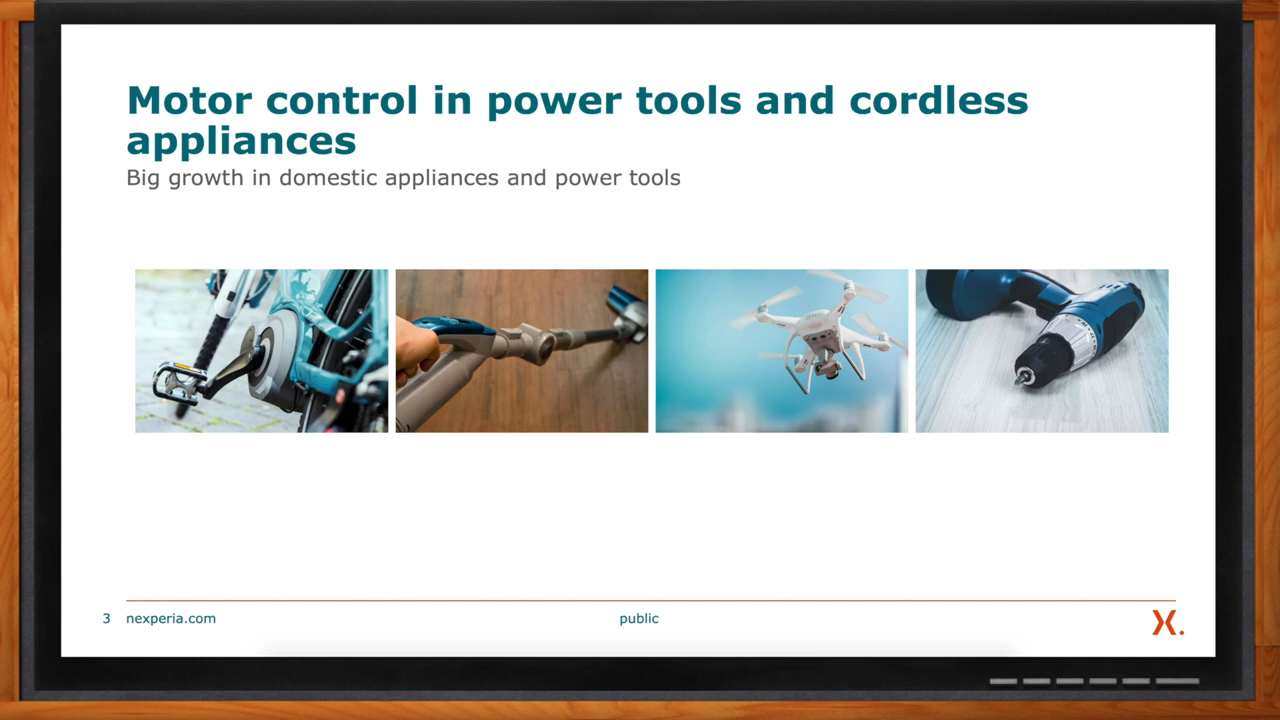 Motor control in power tools and cordless
appliances
Big growth in domestic appliances and power tools
3 nexperia.com public